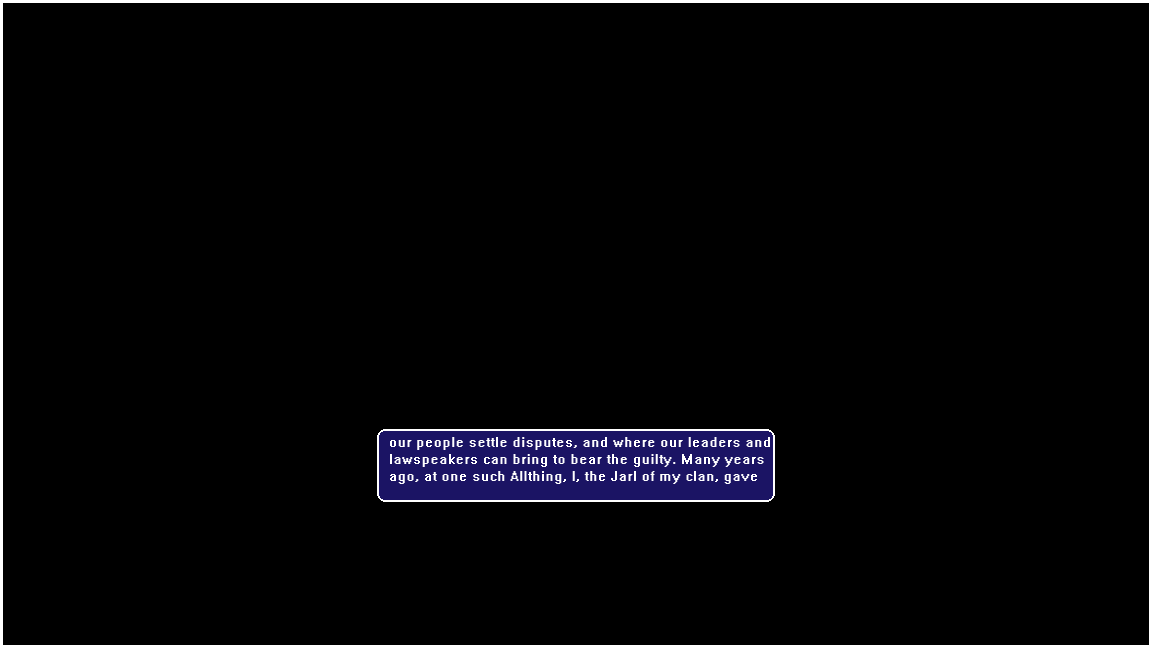 our people settle disputes, and where our leaders and
lawspeakers can bring to bear the guilty. Many years
ago, at one such Allthing, I, the Jarl of my clan, gave